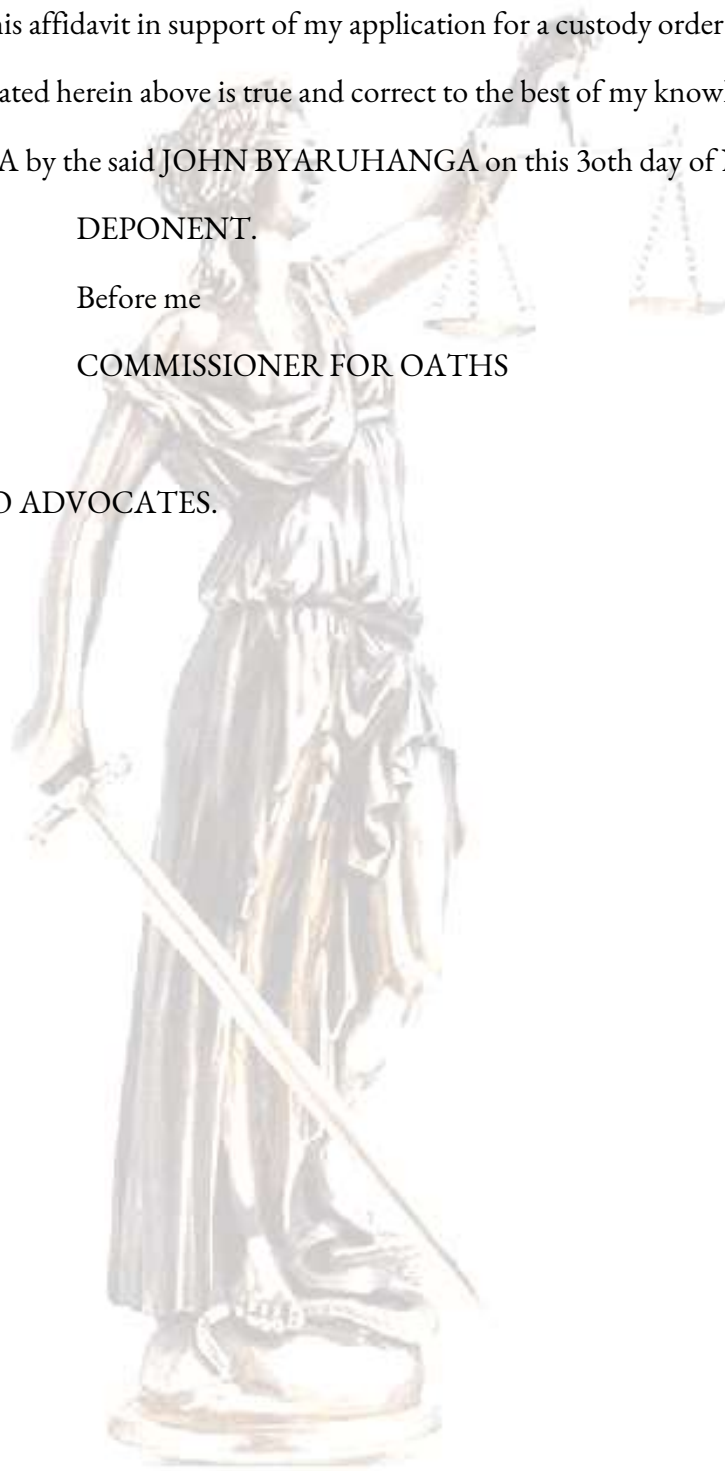 his affidavit in support of my application for a custody order
ated herein above is true and correct to the best of my know
A by the said JOHN BYARUHANGA on this 3oth day of
DEPONENT.
Before me
COMMISSIONER FOR OATHS
D ADVOCATES.